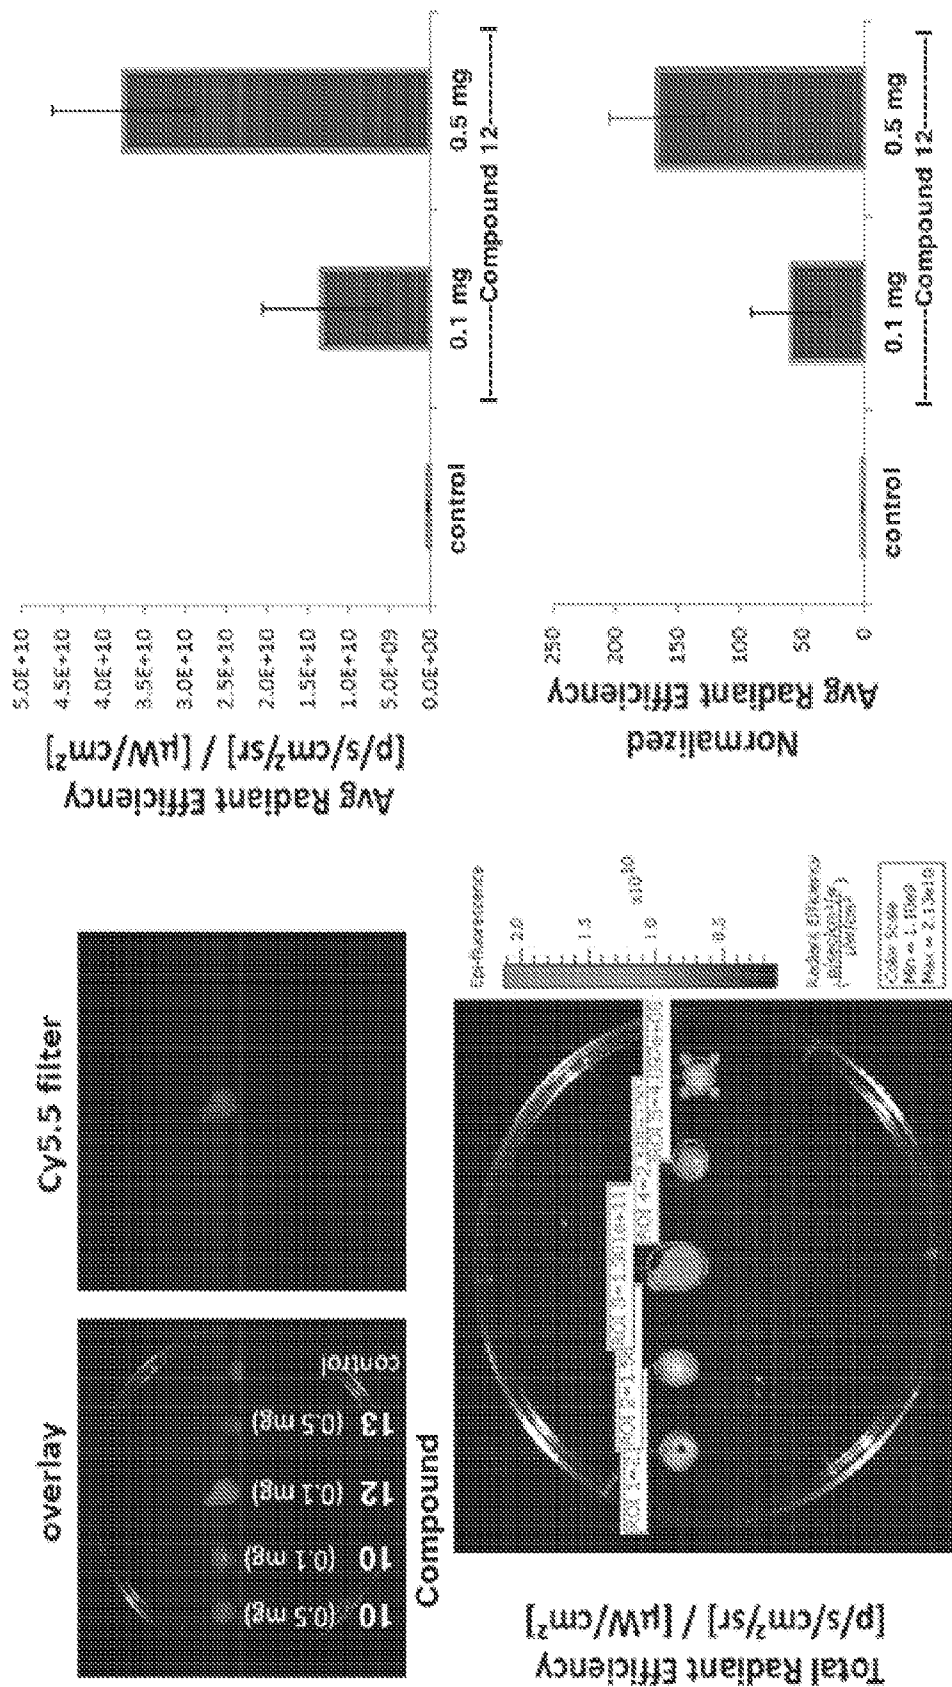 overlay
Cy5.5 filter
10
(0.5 mg)
10
(0.1 mg)
12
(0.1 mg)
13
(0.5 mg)
control
Compound
Total Radiant Efficiency
[p/s/cm²/sr] / [µW/cm²]
Epi-fluorescence
2.0
1.5
1.0
0.5
Radiant Efficiency
Color Scale
Max = 2.13e10
Avg Radiant Efficiency
[p/s/cm²/sr] / [µW/cm²]
5.0E+10
4.5E+10
4.0E+10
3.5E+10
3.0E+10
2.5E+10
2.0E+10
1.5E+10
1.0E+10
5.0E+09
0.0E+00
control
0.1 mg
0.5 mg
Compound 12
Normalized
Avg Radiant Efficiency
250
200
150
100
50
0
control
0.1 mg
0.5 mg
Compound 12